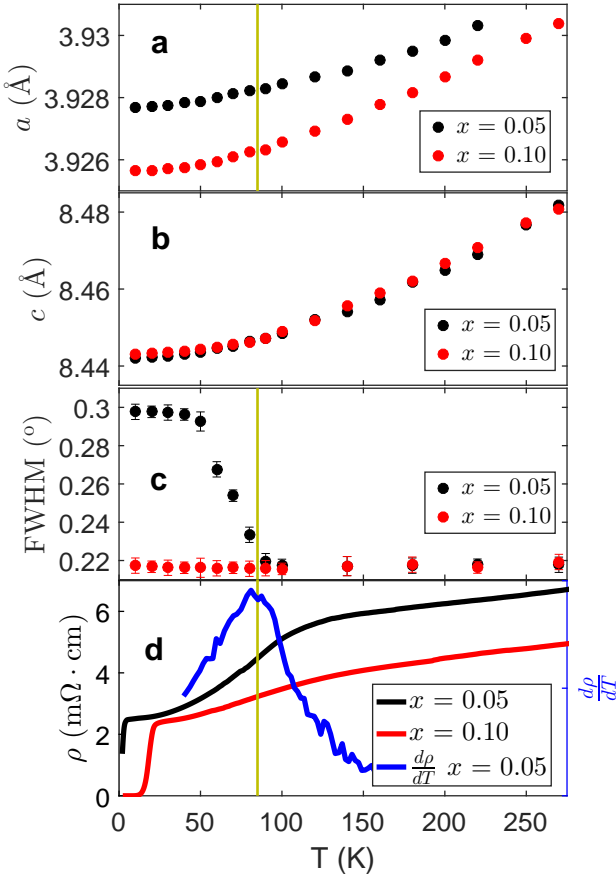 3.93
3.928
3.926
a (Å)
a
x = 0.05
x = 0.10
8.48
8.46
8.44
c (Å)
b
x = 0.05
x = 0.10
0.3
0.28
0.26
0.24
0.22
FWHM (°)
c
x = 0.05
x = 0.10
6
4
2
0
ρ (mΩ · cm)
d
x = 0.05
x = 0.10
dρ/dT x = 0.05
dρ/dT
0 50 100 150 200 250
T (K)